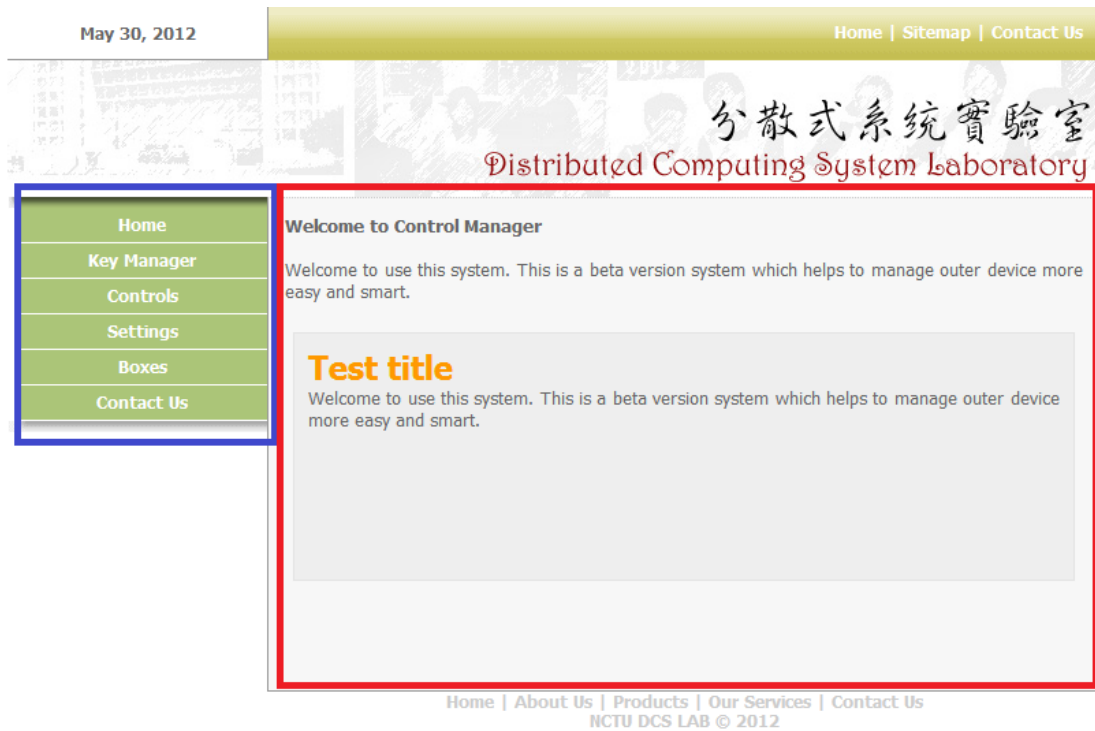 May 30, 2012
Home | Sitemap | Contact Us
分散式系統實驗室
Distributed Computing System Laboratory
Home
Key Manager
Controls
Settings
Boxes
Contact Us
Welcome to Control Manager
Welcome to use this system. This is a beta version system which helps to manage outer device more
easy and smart.
Test title
Welcome to use this system. This is a beta version system which helps to manage outer device
more easy and smart.
Home | About Us | Products | Our Services | Contact Us
NCTU DCS LAB © 2012